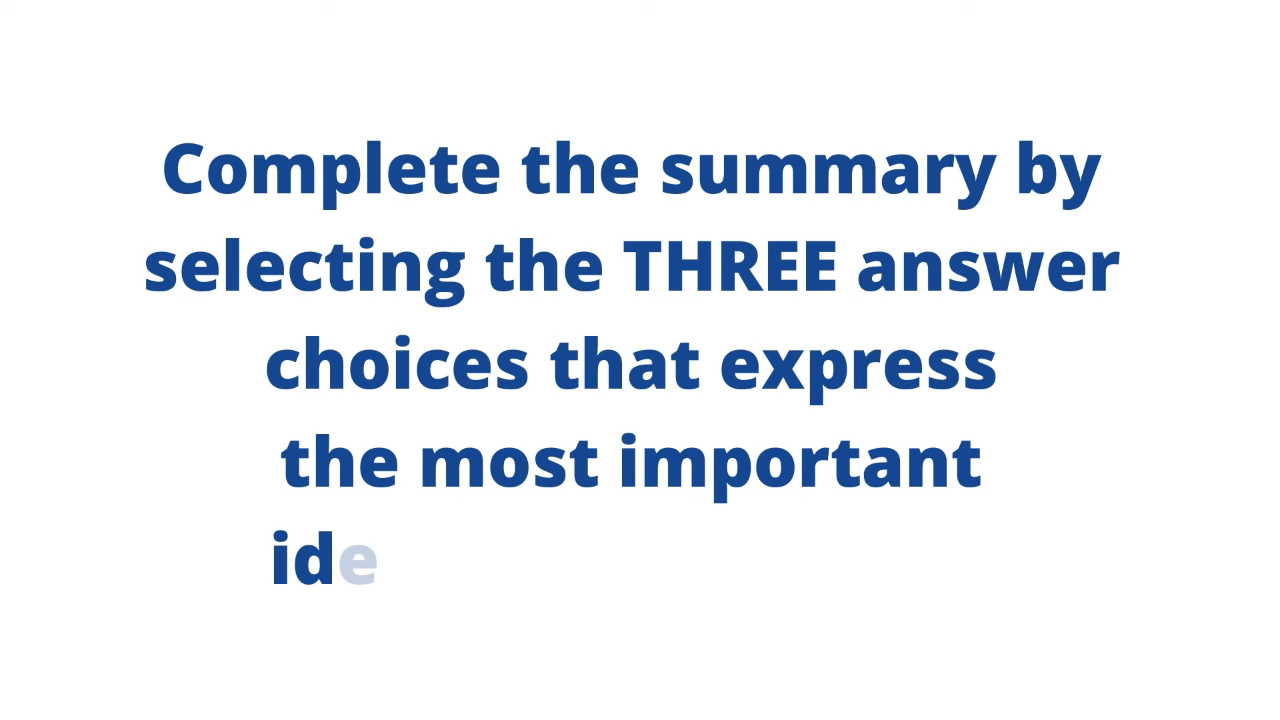 Complete the summary by
selecting the THREE answer
choices that express
the most important
ide